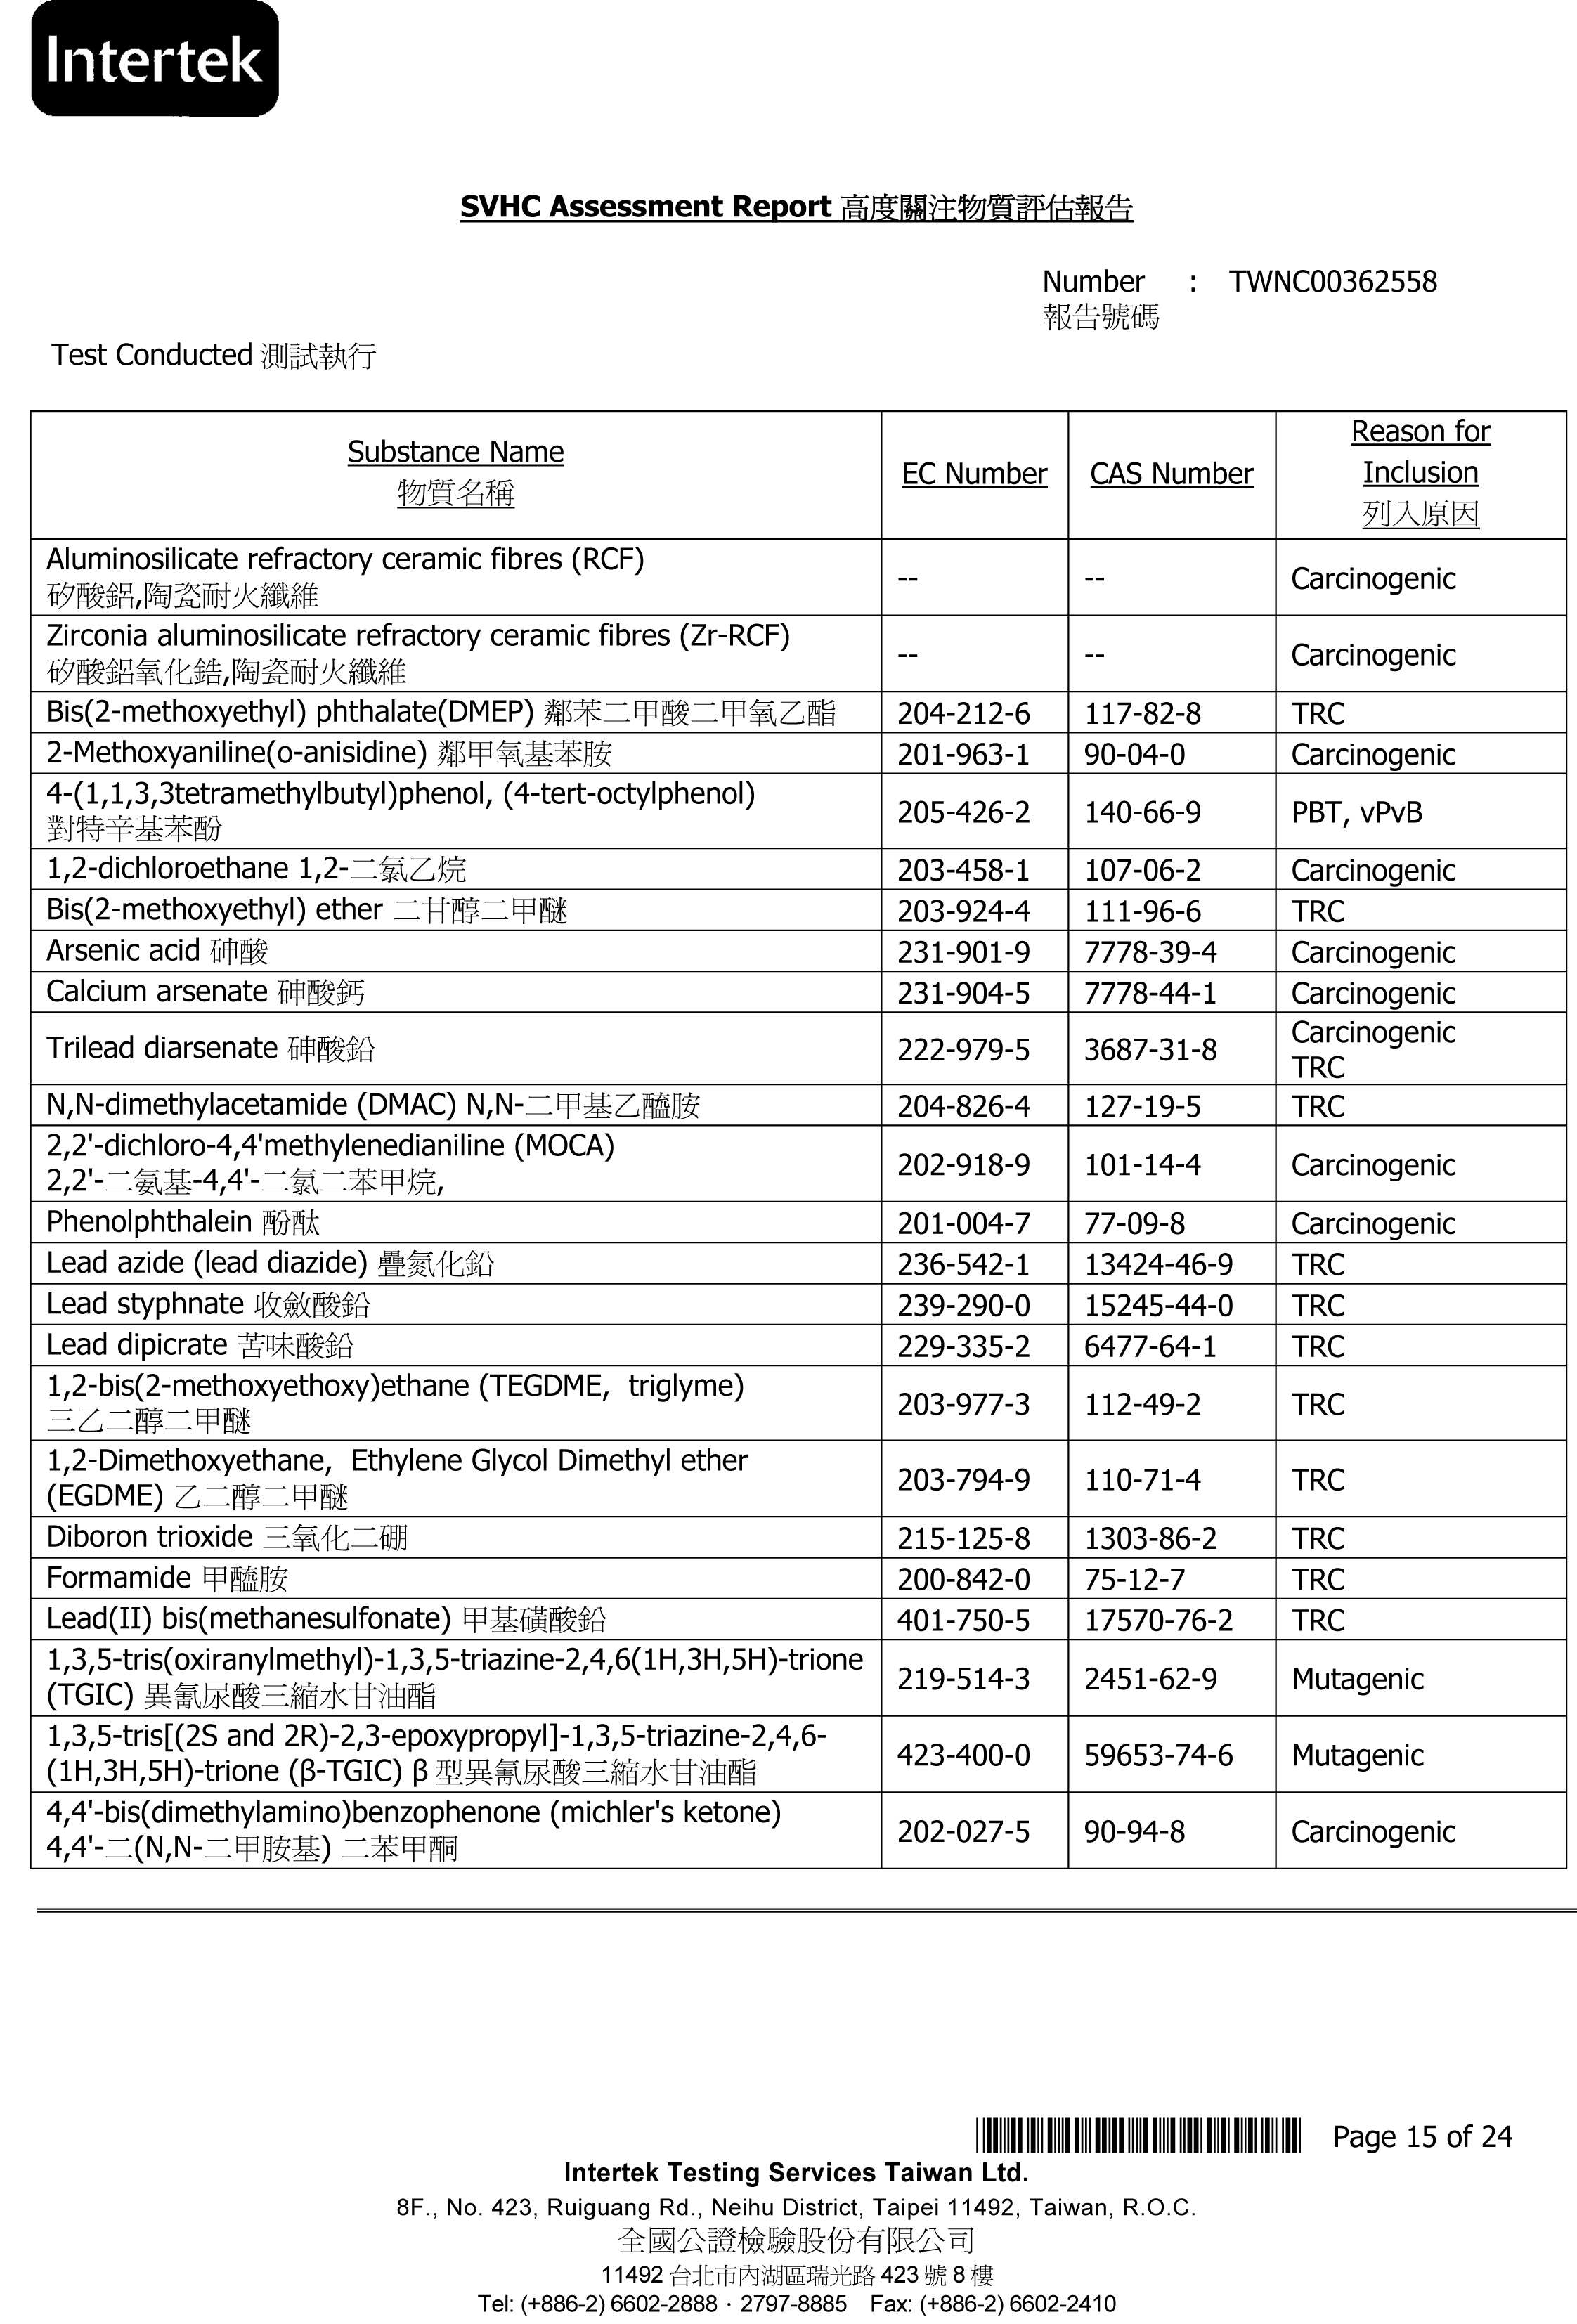 Intertek
SVHC Assessment Report 高度關注物質評估報告
Number : TWNC00362558
報告號碼
Test Conducted 測試執行
Substance Name
物質名稱
EC Number
CAS Number
Reason for
Inclusion
列入原因
Aluminosilicate refractory ceramic fibres (RCF)
矽酸鋁,陶瓷耐火纖維
--
--
Carcinogenic
Zirconia aluminosilicate refractory ceramic fibres (Zr-RCF)
矽酸鋁氧化鋯,陶瓷耐火纖維
--
--
Carcinogenic
Bis(2-methoxyethyl) phthalate(DMEP) 鄰苯二甲酸二甲氧乙酯 204-212-6 117-82-8 TRC
2-Methoxyaniline(o-anisidine) 鄰甲氧基苯胺 201-963-1 90-04-0 Carcinogenic
4-(1,1,3,3tetramethylbutyl)phenol, (4-tert-octylphenol)
對特辛基苯酚
205-426-2 140-66-9 PBT, vPvB
1,2-dichloroethane 1,2-二氯乙烷 203-458-1 107-06-2 Carcinogenic
Bis(2-methoxyethyl) ether 二甘醇二甲醚 203-924-4 111-96-6 TRC
Arsenic acid 砷酸 231-901-9 7778-39-4 Carcinogenic
Calcium arsenate 砷酸鈣 231-904-5 7778-44-1 Carcinogenic
Trilead diarsenate 砷酸鉛 222-979-5 3687-31-8 Carcinogenic
TRC
N,N-dimethylacetamide (DMAC) N,N-二甲基乙醯胺 204-826-4 127-19-5 TRC
2,2'-dichloro-4,4'methylenedianiline (MOCA)
2,2'-二氨基-4,4'-二氯二苯甲烷,
202-918-9 101-14-4 Carcinogenic
Phenolphthalein 酚酞 201-004-7 77-09-8 Carcinogenic
Lead azide (lead diazide) 疊氮化鉛 236-542-1 13424-46-9 TRC
Lead styphnate 收斂酸鉛 239-290-0 15245-44-0 TRC
Lead dipicrate 苦味酸鉛 229-335-2 6477-64-1 TRC
1,2-bis(2-methoxyethoxy)ethane (TEGDME, triglyme)
三乙二醇二甲醚
203-977-3 112-49-2 TRC
1,2-Dimethoxyethane, Ethylene Glycol Dimethyl ether
(EGDME) 乙二醇二甲醚
203-794-9 110-71-4 TRC
Diboron trioxide 三氧化二硼 215-125-8 1303-86-2 TRC
Formamide 甲醯胺 200-842-0 75-12-7 TRC
Lead(II) bis(methanesulfonate) 甲基磺酸鉛 401-750-5 17570-76-2 TRC
1,3,5-tris(oxiranylmethyl)-1,3,5-triazine-2,4,6(1H,3H,5H)-trione
(TGIC) 異氰尿酸三縮水甘油酯
219-514-3 2451-62-9 Mutagenic
1,3,5-tris[(2S and 2R)-2,3-epoxypropyl]-1,3,5-triazine-2,4,6-
(1H,3H,5H)-trione (β-TGIC) β 型異氰尿酸三縮水甘油酯
423-400-0 59653-74-6 Mutagenic
4,4'-bis(dimethylamino)benzophenone (michler's ketone)
4,4'-二(N,N-二甲胺基) 二苯甲酮
202-027-5 90-94-8 Carcinogenic
Page 15 of 24
Intertek Testing Services Taiwan Ltd.
8F., No. 423, Ruiguang Rd., Neihu District, Taipei 11492, Taiwan, R.O.C.
全國公證檢驗股份有限公司
11492 台北市內湖區瑞光路 423 號 8 樓
Tel: (+886-2) 6602-2888 · 2797-8885 Fax: (+886-2) 6602-2410